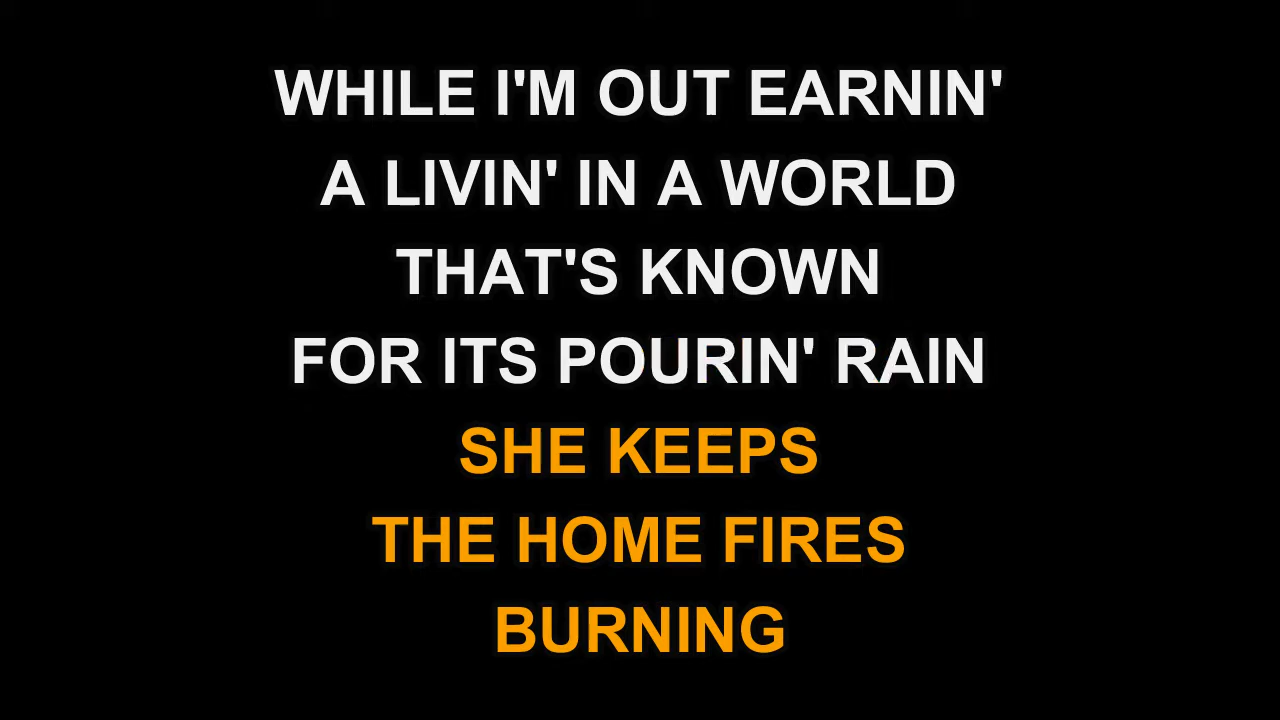 WHILE I'M OUT EARNIN'
A LIVIN' IN A WORLD
THAT'S KNOWN
FOR ITS POURIN' RAIN
SHE KEEPS
THE HOME FIRES
BURNING